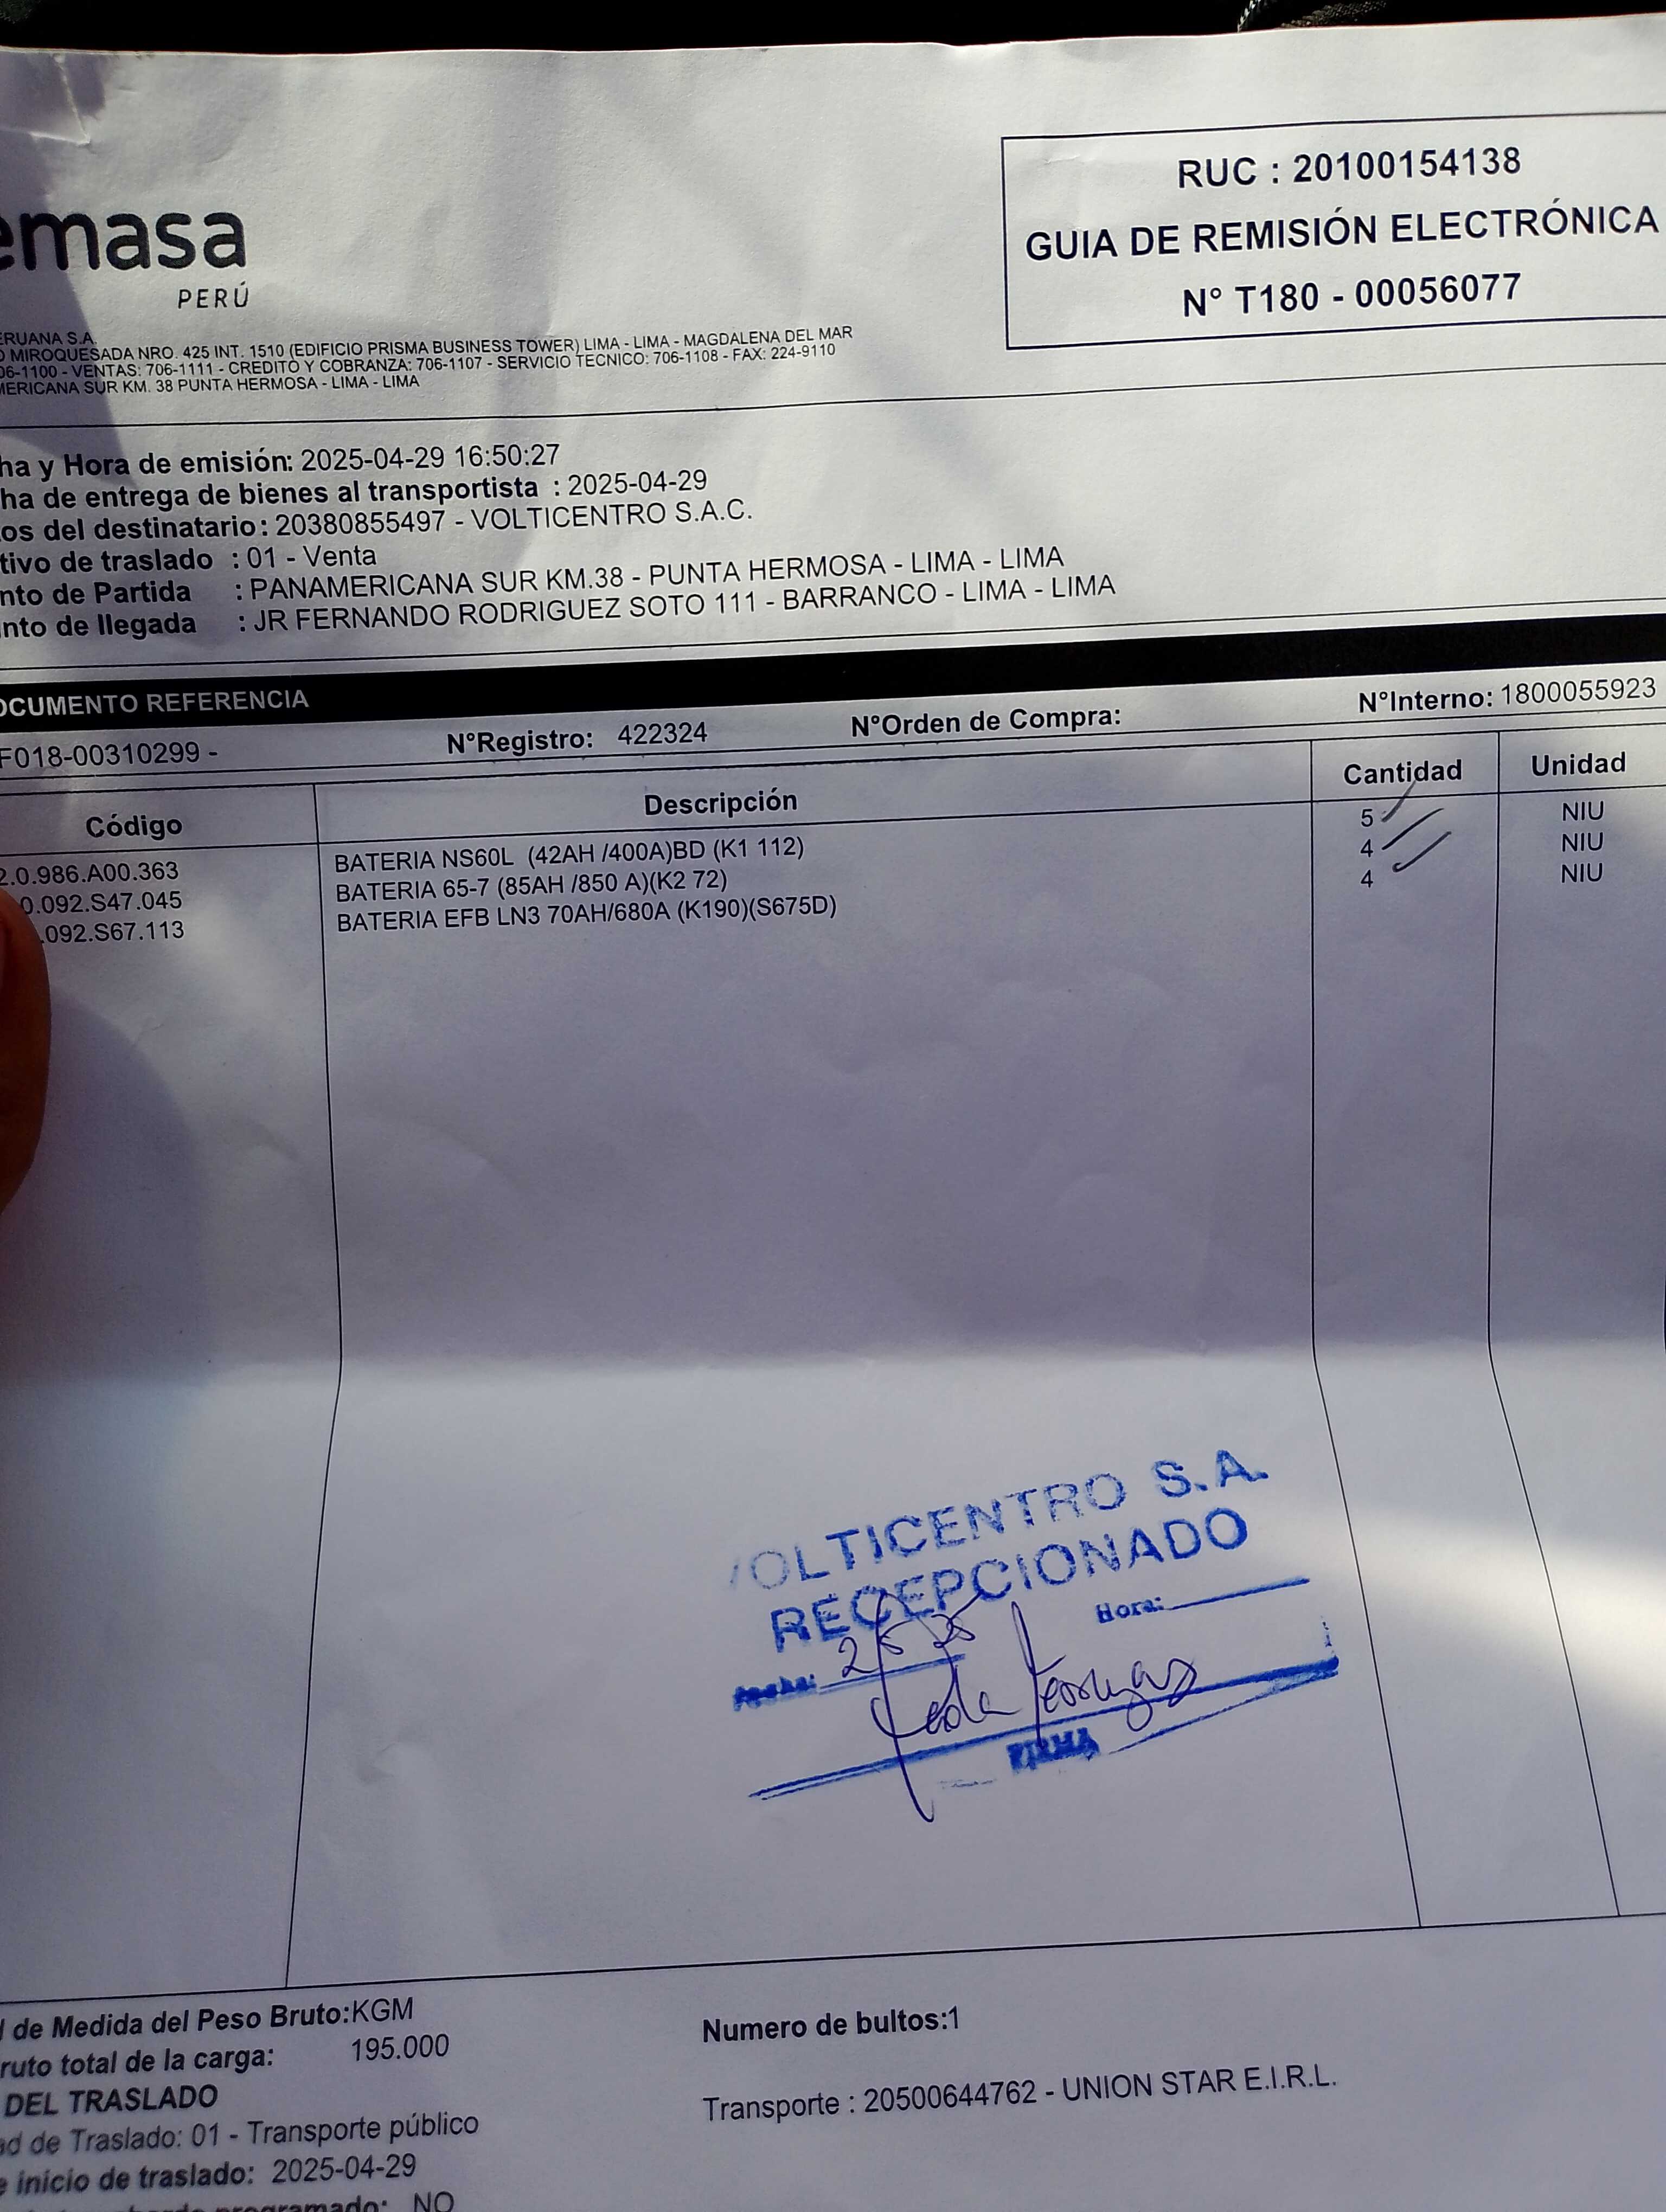 emasa
PERÚ
RUC : 20100154138
GUIA DE REMISIÓN ELECTRÓNICA
N° T180 - 00056077
ERUANA S.A.
O MIROQUESADA NRO. 425 INT. 1510 (EDIFICIO PRISMA BUSINESS TOWER) LIMA - LIMA - MAGDALENA DEL MAR
06-1100 - VENTAS: 706-1111 - CREDITO Y COBRANZA: 706-1107 - SERVICIO TECNICO: 706-1108 - FAX: 224-9110
MERICANA SUR KM. 38 PUNTA HERMOSA - LIMA - LIMA
ha y Hora de emisión: 2025-04-29 16:50:27
ha de entrega de bienes al transportista : 2025-04-29
os del destinatario: 20380855497 - VOLTICENTRO S.A.C.
tivo de traslado : 01 - Venta
nto de Partida : PANAMERICANA SUR KM.38 - PUNTA HERMOSA - LIMA - LIMA
nto de llegada : JR FERNANDO RODRIGUEZ SOTO 111 - BARRANCO - LIMA - LIMA
OCUMENTO REFERENCIA
F018-00310299 - N°Registro: 422324 N°Orden de Compra: N°Interno: 1800055923
Código Descripción Cantidad Unidad
2.0.986.A00.363 BATERIA NS60L (42AH /400A)BD (K1 112) 5 NIU
0.092.S47.045 BATERIA 65-7 (85AH /850 A)(K2 72) 4 NIU
.092.S67.113 BATERIA EFB LN3 70AH/680A (K190)(S675D) 4 NIU
VOLTICENTRO S.A.
RECEPCIONADO
Fecha: 2 5 25 Hora:
FIRMA
l de Medida del Peso Bruto:KGM Numero de bultos:1
ruto total de la carga: 195.000
DEL TRASLADO Transporte : 20500644762 - UNION STAR E.I.R.L.
ad de Traslado: 01 - Transporte público
e inicio de traslado: 2025-04-29
programado: NO